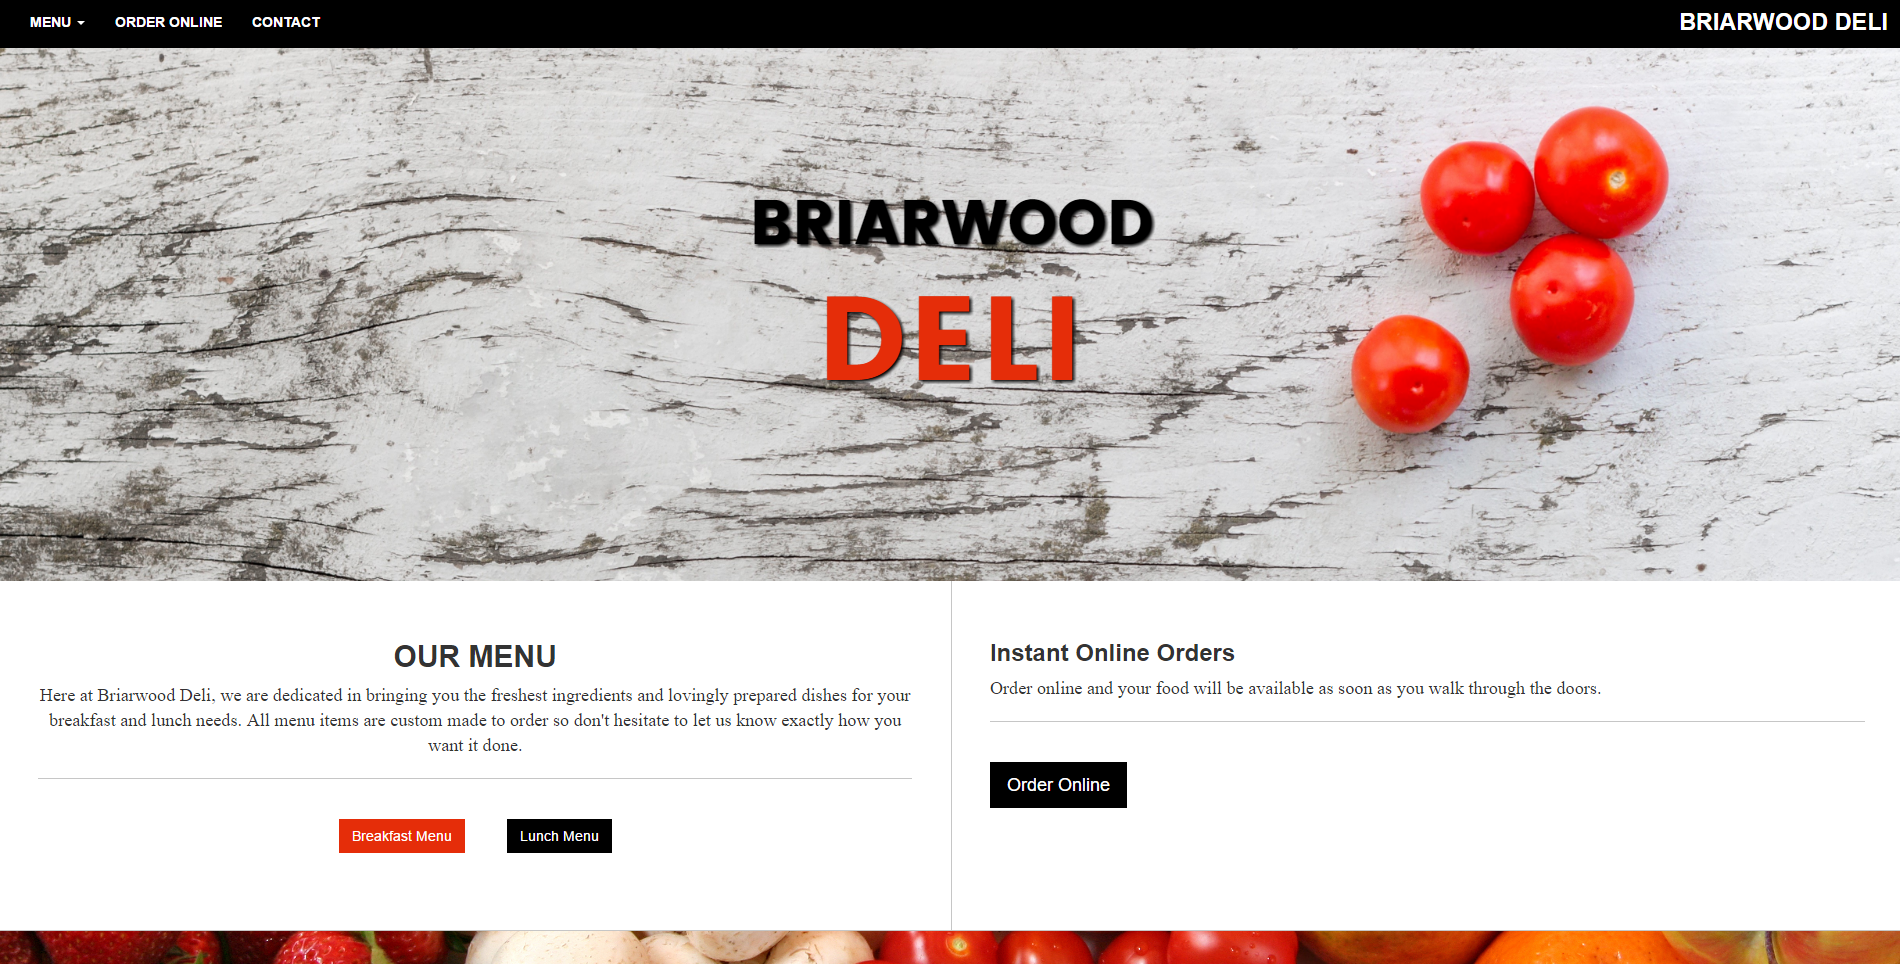 MENU
ORDER ONLINE
CONTACT
BRIARWOOD DELI
BRIARWOOD
DELI
OUR MENU
Here at Briarwood Deli, we are dedicated in bringing you the freshest ingredients and lovingly prepared dishes for your
breakfast and lunch needs. All menu items are custom made to order so don't hesitate to let us know exactly how you
want it done.
Breakfast Menu
Lunch Menu
Instant Online Orders
Order online and your food will be available as soon as you walk through the doors.
Order Online